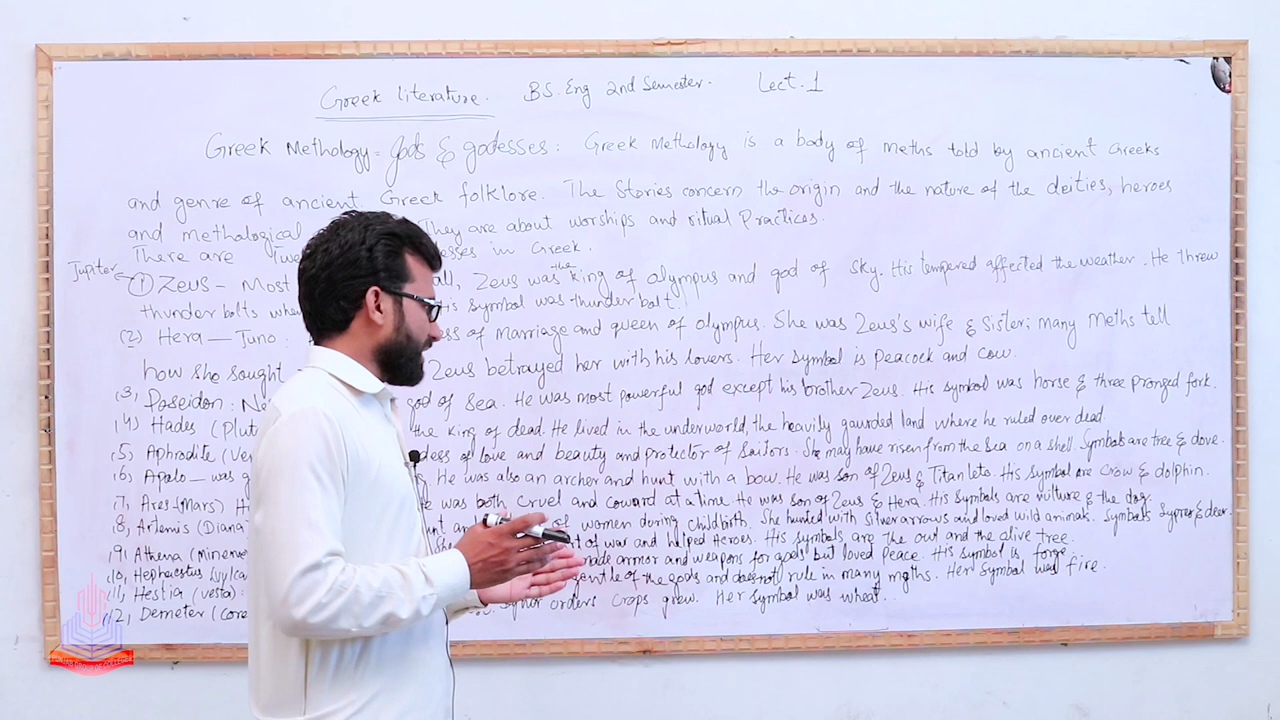 Greek Literature. BS. Eng 2nd Semester. Lect. 1
Greek Methology = gods & godesses: Greek Methology is a body of meths told by ancient Greeks
and genre of ancient Greek folklore. The Stories concern the origin and the nature of the deities, heroes
and methological They are about worships and ritual Practices.
There are esses in Greek.
Jupiter
(1) Zeus - Most all, Zeus was the king of olympus and god of sky. His tempered affected the weather. He threw
thunder bolts His symbol was thunder bolt.
(2) Hera - Juno: ess of marriage and queen of olympus. She was Zeus's wife & Sister; many Meths tell
how she sought Zeus betrayed her with his lovers. Her symbol is peacock and cow.
(3) Poseidon: Ne god of sea. He was most powerful god except his brother Zeus. His symbol was horse & three pronged fork.
(4) Hades (Plut the king of dead. He lived in the underworld, the heavily gaurded land where he ruled over dead.
(5) Aphrodite (Ve dess of love and beauty and protector of Sailors. She may have risen from the sea on a shell. Symbols are tree & dove.
(6) Apolo - was g He was also an archer and hunt with a bow. He was son of Zeus & Titan leto. His symbol are crow & dolphin.
(7) Ares - (Mars) Hi e was both cruel and coward at a time. He was son of Zeus & Hera. His Symbols are vulture & the dog.
(8) Artemis (Diana of women during childbirth. She hunted with silver arrows and loved wild animals. Symbols Sypres & deer.
(9) Athena (Minerve She of war and helped Heroes. His symbols are the owl and the alive tree.
(10) Hephaestus made armor and weapons for gods but loved peace. His symbol is forge.
(11) Hestia (vesta): gentle of the gods and does not rule in many myths. Her symbol was fire.
(12) Demeter (core orders crops grew. Her symbol was wheat.